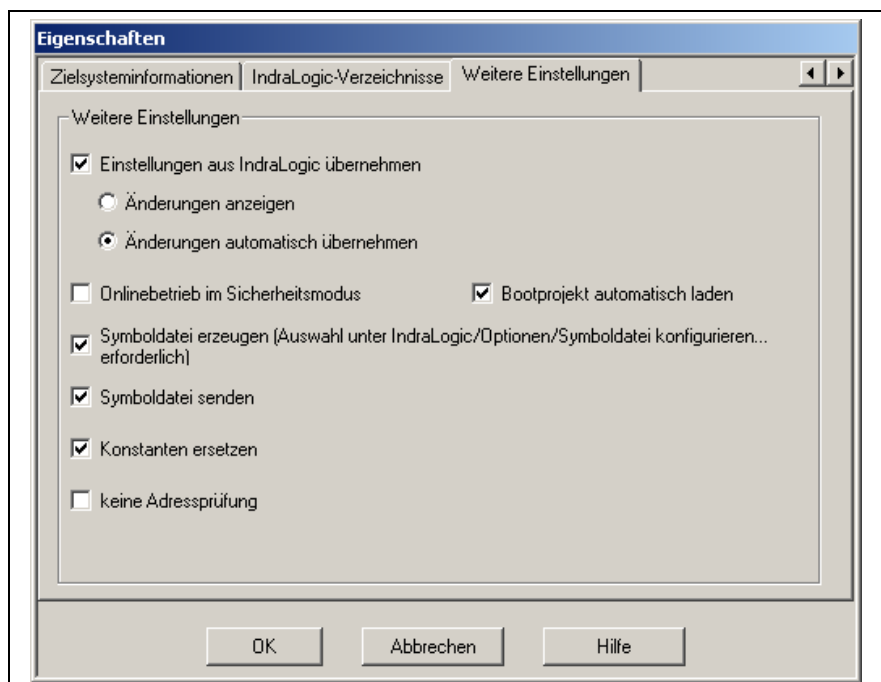 Eigenschaften
Zielsysteminformationen IndraLogic-Verzeichnisse Weitere Einstellungen
Weitere Einstellungen
Einstellungen aus IndraLogic übernehmen
Änderungen anzeigen
Änderungen automatisch übernehmen
Onlinebetrieb im Sicherheitsmodus Bootprojekt automatisch laden
Symboldatei erzeugen (Auswahl unter IndraLogic/Optionen/Symboldatei konfigurieren...
erforderlich)
Symboldatei senden
Konstanten ersetzen
keine Adressprüfung
OK Abbrechen Hilfe